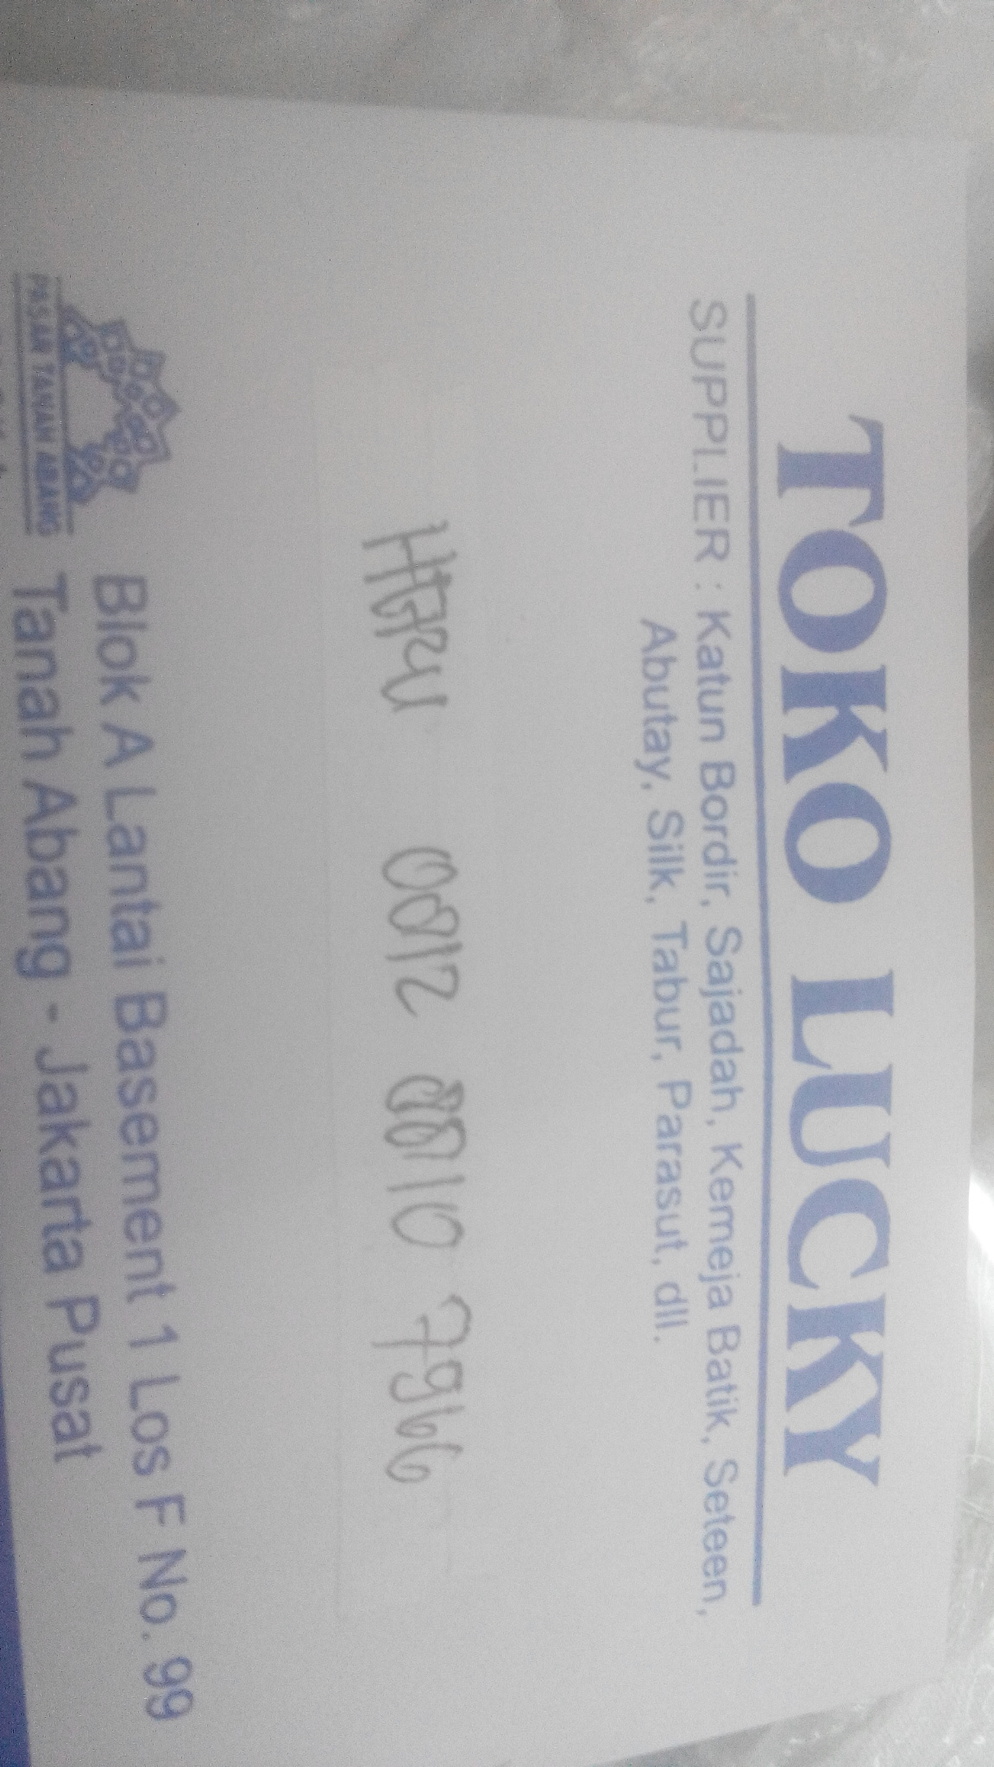 TOKO LUCKY
SUPPLIER : Katun Bordir, Sajadah, Kemeja Batik, Seteen,
Abutay, Silk, Tabur, Parasut, dll.
0812 8810 7966
PASAR TANAH ABANG
Blok A Lantai Basement 1 Los F No. 99
Tanah Abang - Jakarta Pusat